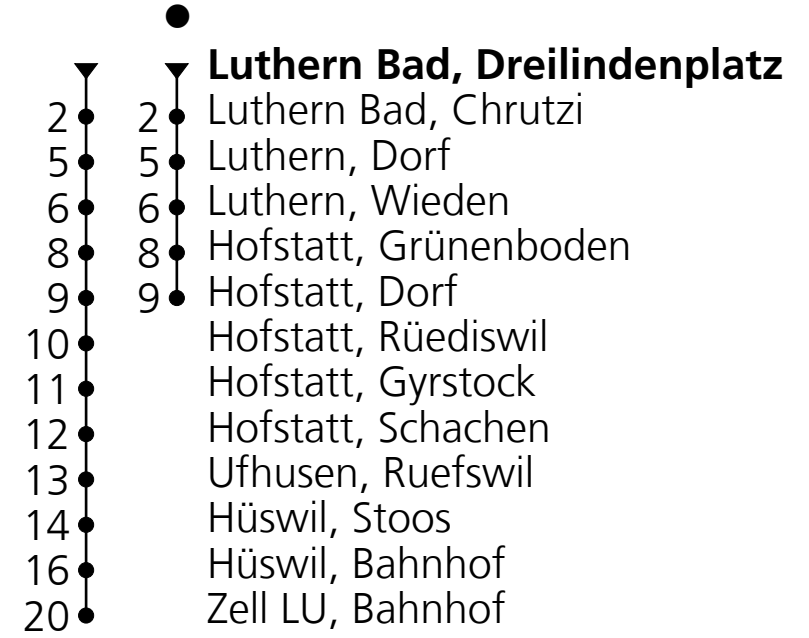 Luthern Bad, Dreilindenplatz
2 2 Luthern Bad, Chrutzi
5 5 Luthern, Dorf
6 6 Luthern, Wieden
8 8 Hofstatt, Grünenboden
9 9 Hofstatt, Dorf
10 Hofstatt, Rüediswil
11 Hofstatt, Gyrstock
12 Hofstatt, Schachen
13 Ufhusen, Ruefswil
14 Hüswil, Stoos
16 Hüswil, Bahnhof
20 Zell LU, Bahnhof